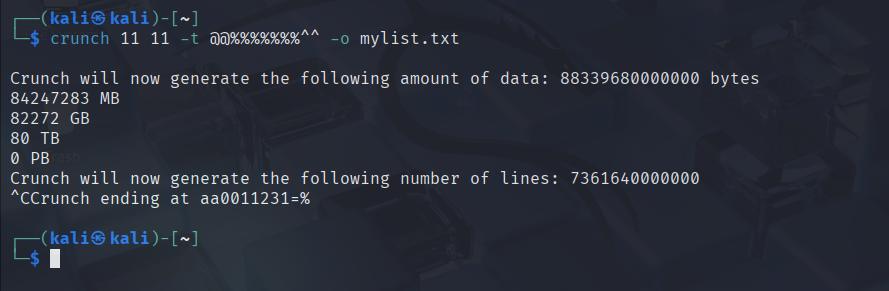 ┌──(kali㉿kali)-[~]
└─$ crunch 11 11 -t @@%%%%%%%^^ -o mylist.txt
Crunch will now generate the following amount of data: 88339680000000 bytes
84247283 MB
82272 GB
80 TB
0 PB
Crunch will now generate the following number of lines: 7361640000000
^CCrunch ending at aa0011231=%
┌──(kali㉿kali)-[~]
└─$